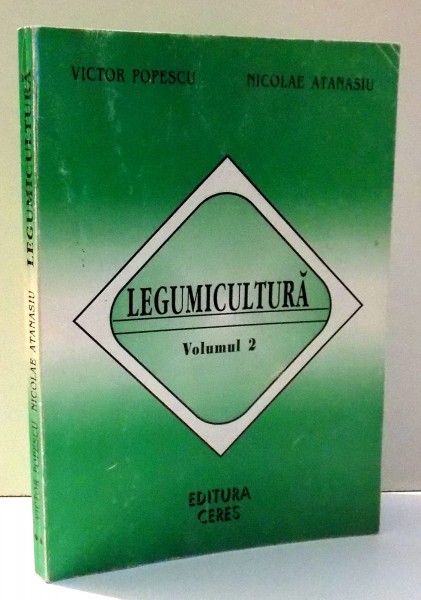 VICTOR POPESCU NICOLAE ATANASIU
LEGUMICULTURĂ
Volumul 2
EDITURA
CERES
VICTOR POPESCU NICOLAE ATANASIU LEGUMICULTURĂ